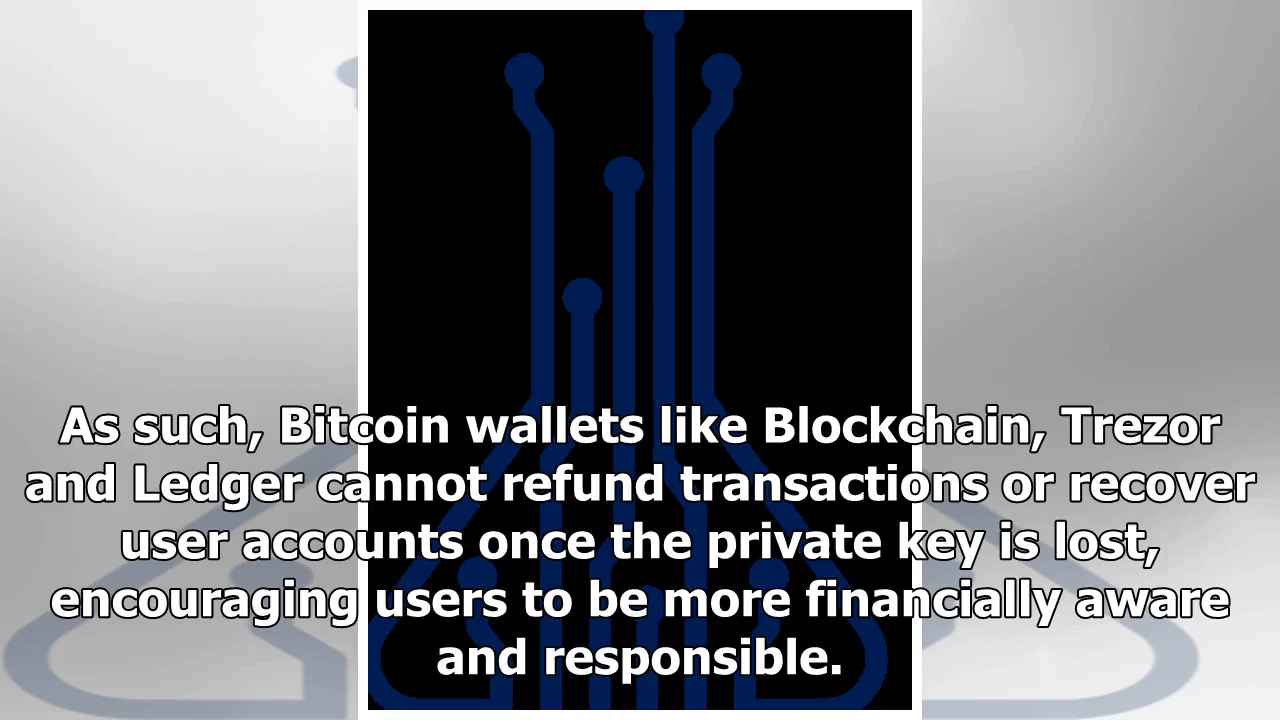 As such, Bitcoin wallets like Blockchain, Trezor
and Ledger cannot refund transactions or recover
user accounts once the private key is lost,
encouraging users to be more financially aware
and responsible.